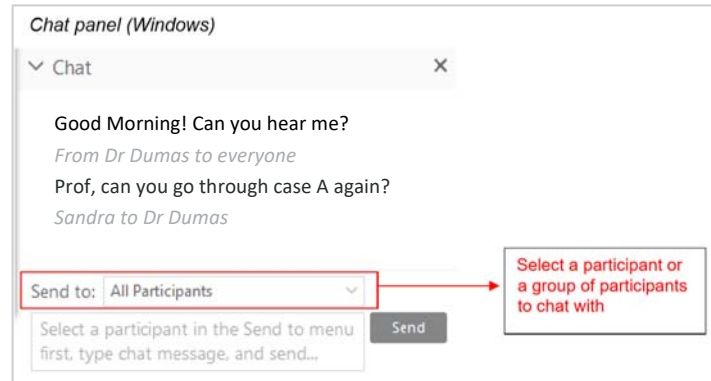 Chat panel (Windows)
Chat
Good Morning! Can you hear me?
From Dr Dumas to everyone
Prof, can you go through case A again?
Sandra to Dr Dumas
Send to: All Participants
Select a participant or
a group of participants
to chat with
Select a participant in the Send to menu
first, type chat message, and send...
Send